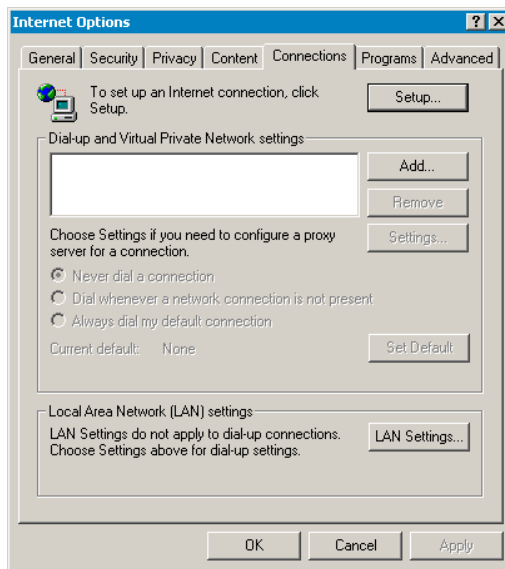 Internet Options
? X
General Security Privacy Content Connections Programs Advanced
To set up an Internet connection, click
Setup.
Setup...
Dial-up and Virtual Private Network settings
Add...
Remove
Choose Settings if you need to configure a proxy
server for a connection.
Settings...
Never dial a connection
Dial whenever a network connection is not present
Always dial my default connection
Current default: None
Set Default
Local Area Network (LAN) settings
LAN Settings do not apply to dial-up connections.
Choose Settings above for dial-up settings.
LAN Settings...
OK Cancel Apply